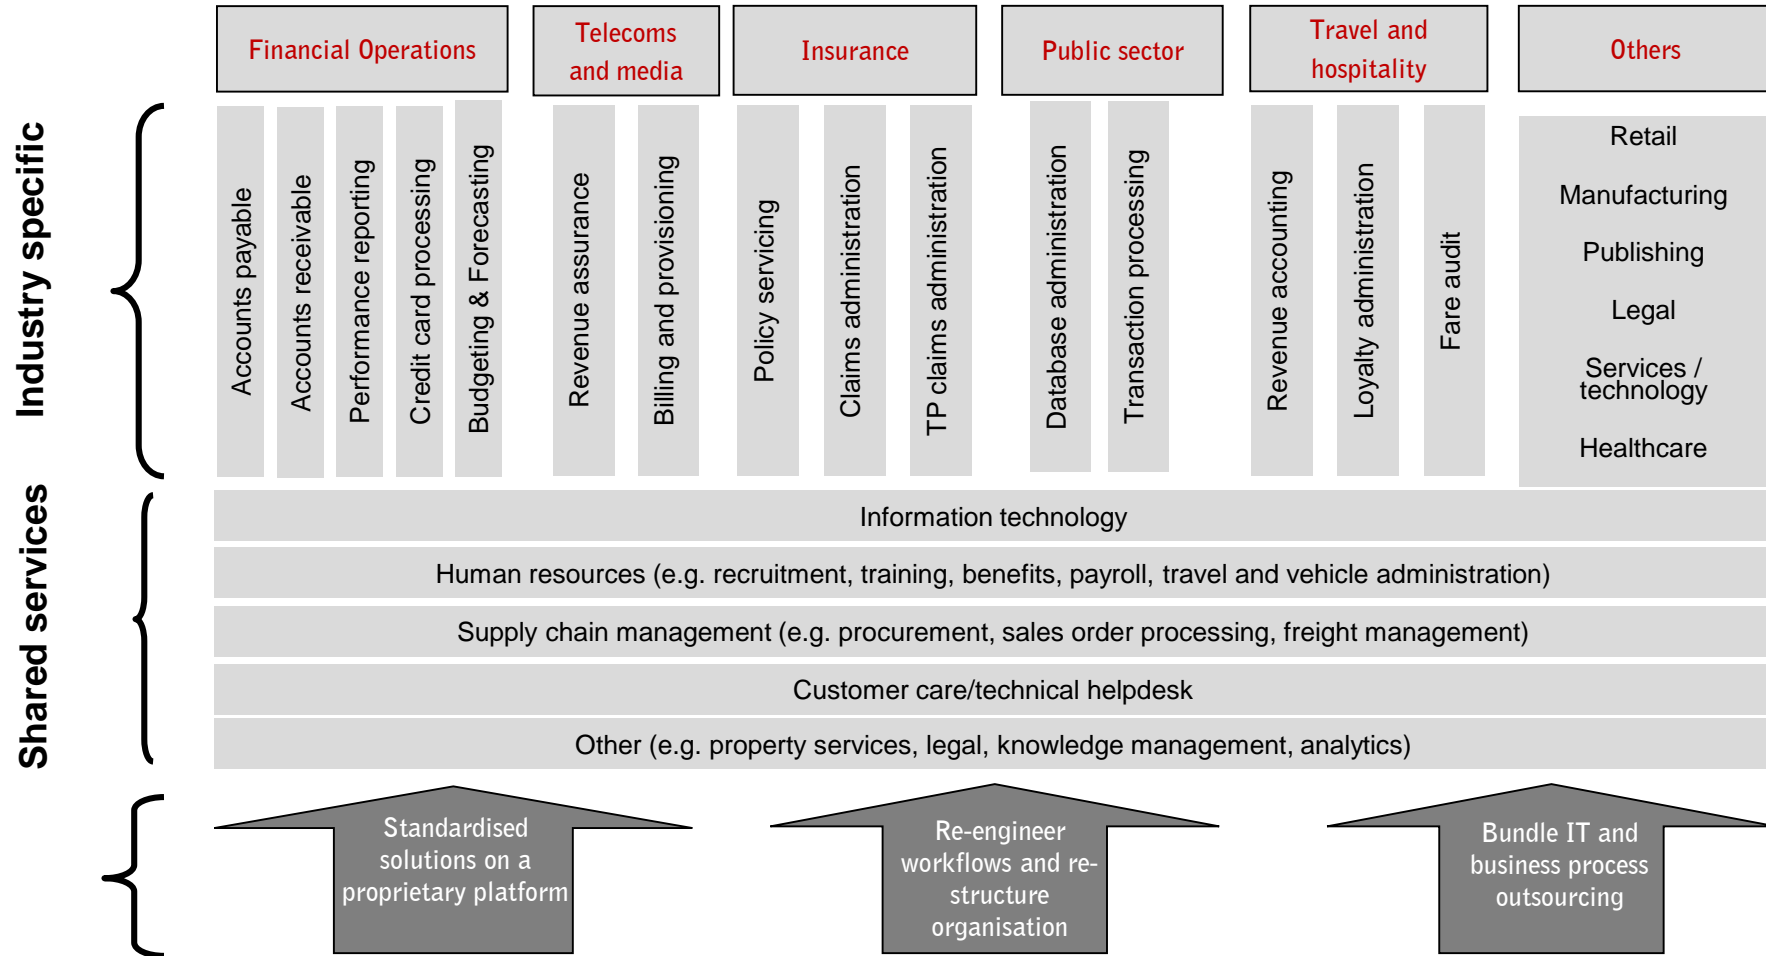 Financial Operations
Telecoms
and media
Insurance
Public sector
Travel and
hospitality
Others
Industry specific
Accounts payable
Accounts receivable
Performance reporting
Credit card processing
Budgeting & Forecasting
Revenue assurance
Billing and provisioning
Policy servicing
Claims administration
TP claims administration
Database administration
Transaction processing
Revenue accounting
Loyalty administration
Fare audit
Retail
Manufacturing
Publishing
Legal
Services /
technology
Healthcare
Shared services
Information technology
Human resources (e.g. recruitment, training, benefits, payroll, travel and vehicle administration)
Supply chain management (e.g. procurement, sales order processing, freight management)
Customer care/technical helpdesk
Other (e.g. property services, legal, knowledge management, analytics)
Standardised
solutions on a
proprietary platform
Re-engineer
workflows and re-
structure
organisation
Bundle IT and
business process
outsourcing